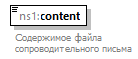 ns1:content
Содержимое файла
сопроводительного письма